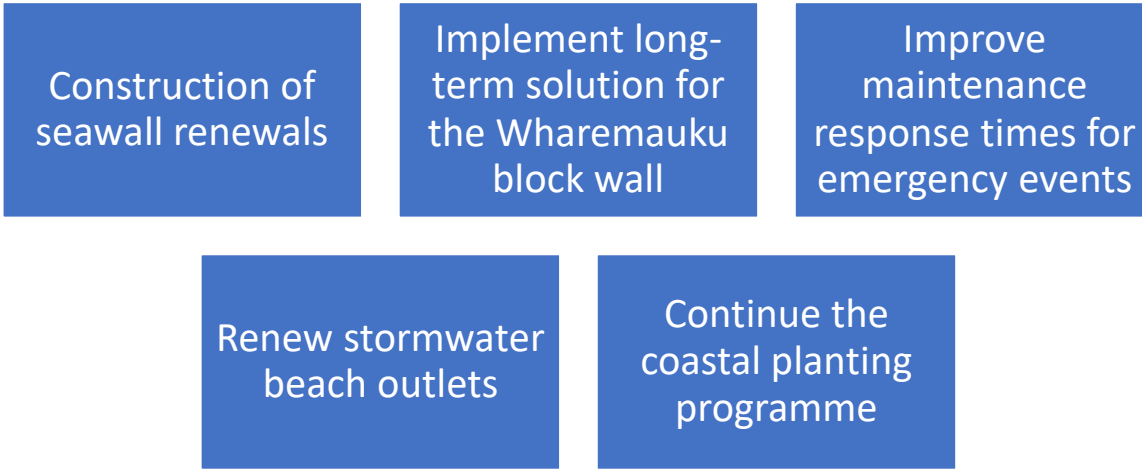 Construction of
seawall renewals
Implement long-
term solution for
the Wharemauku
block wall
Improve
maintenance
response times for
emergency events
Renew stormwater
beach outlets
Continue the
coastal planting
programme